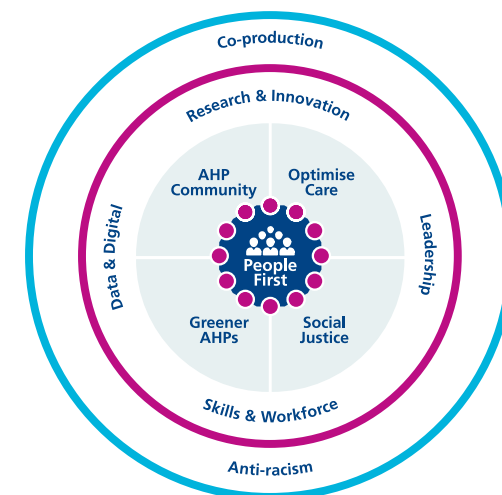 Co-production
Research & Innovation
AHP
Community
Optimise
Care
Data & Digital
Leadership
People
First
Greener
AHPs
Social
Justice
Skills & Workforce
Anti-racism